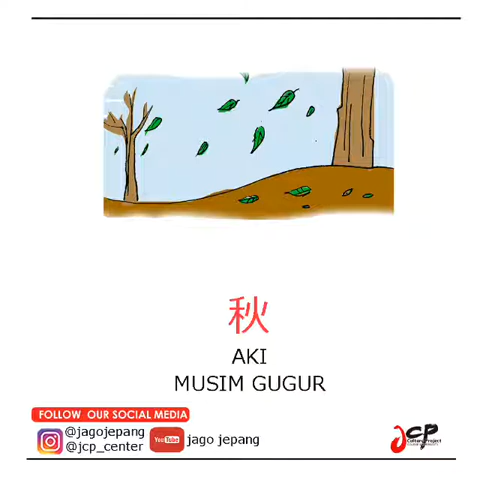 秋
AKI
MUSIM GUGUR
FOLLOW OUR SOCIAL MEDIA
@jagojepang
@jcp_center
YouTube
jago jepang
JCP